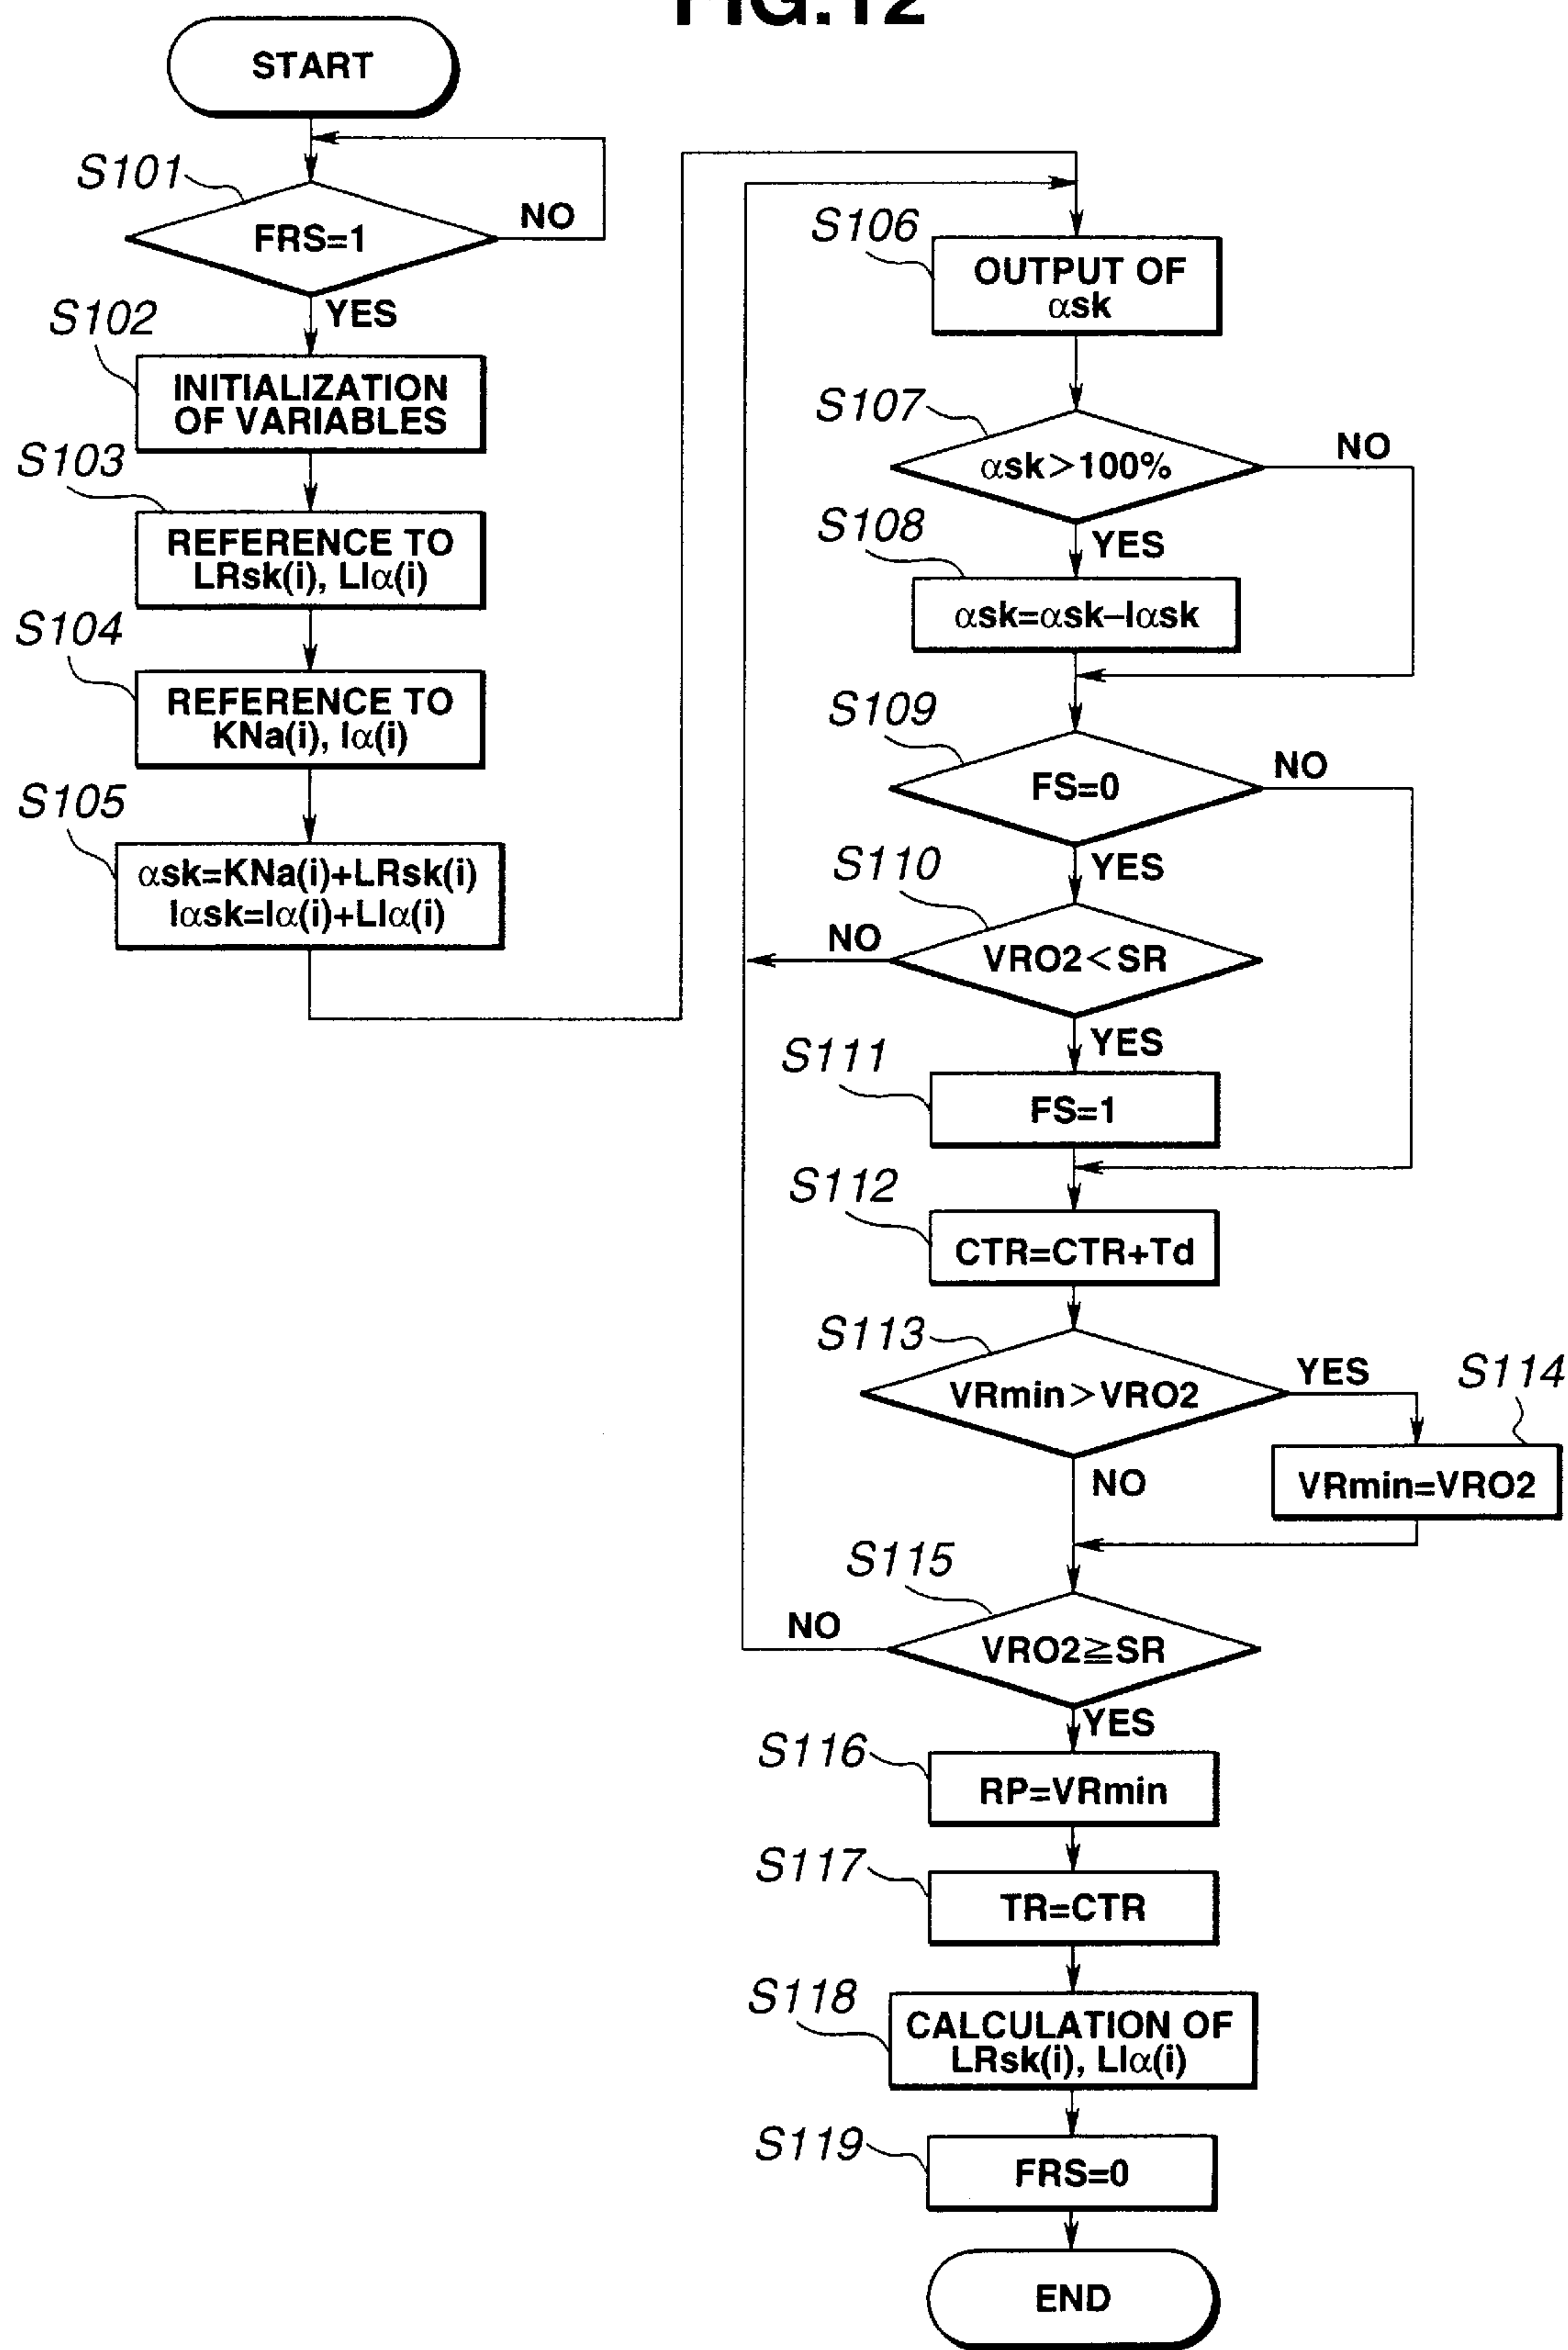 FIG.12
START
S101
FRS=1
NO
YES
S102
INITIALIZATION
OF VARIABLES
S103
REFERENCE TO
LRsk(i), LIα(i)
S104
REFERENCE TO
KNa(i), Iα(i)
S105
αsk=KNa(i)+LRsk(i)
Iαsk=Iα(i)+LIα(i)
S106
OUTPUT OF
αsk
S107
αsk>100%
NO
YES
S108
αsk=αsk–Iαsk
S109
FS=0
NO
YES
S110
VRO2<SR
NO
YES
S111
FS=1
S112
CTR=CTR+Td
S113
VRmin>VRO2
YES
S114
VRmin=VRO2
NO
S115
VRO2≧SR
NO
YES
S116
RP=VRmin
S117
TR=CTR
S118
CALCULATION OF
LRsk(i), LIα(i)
S119
FRS=0
END